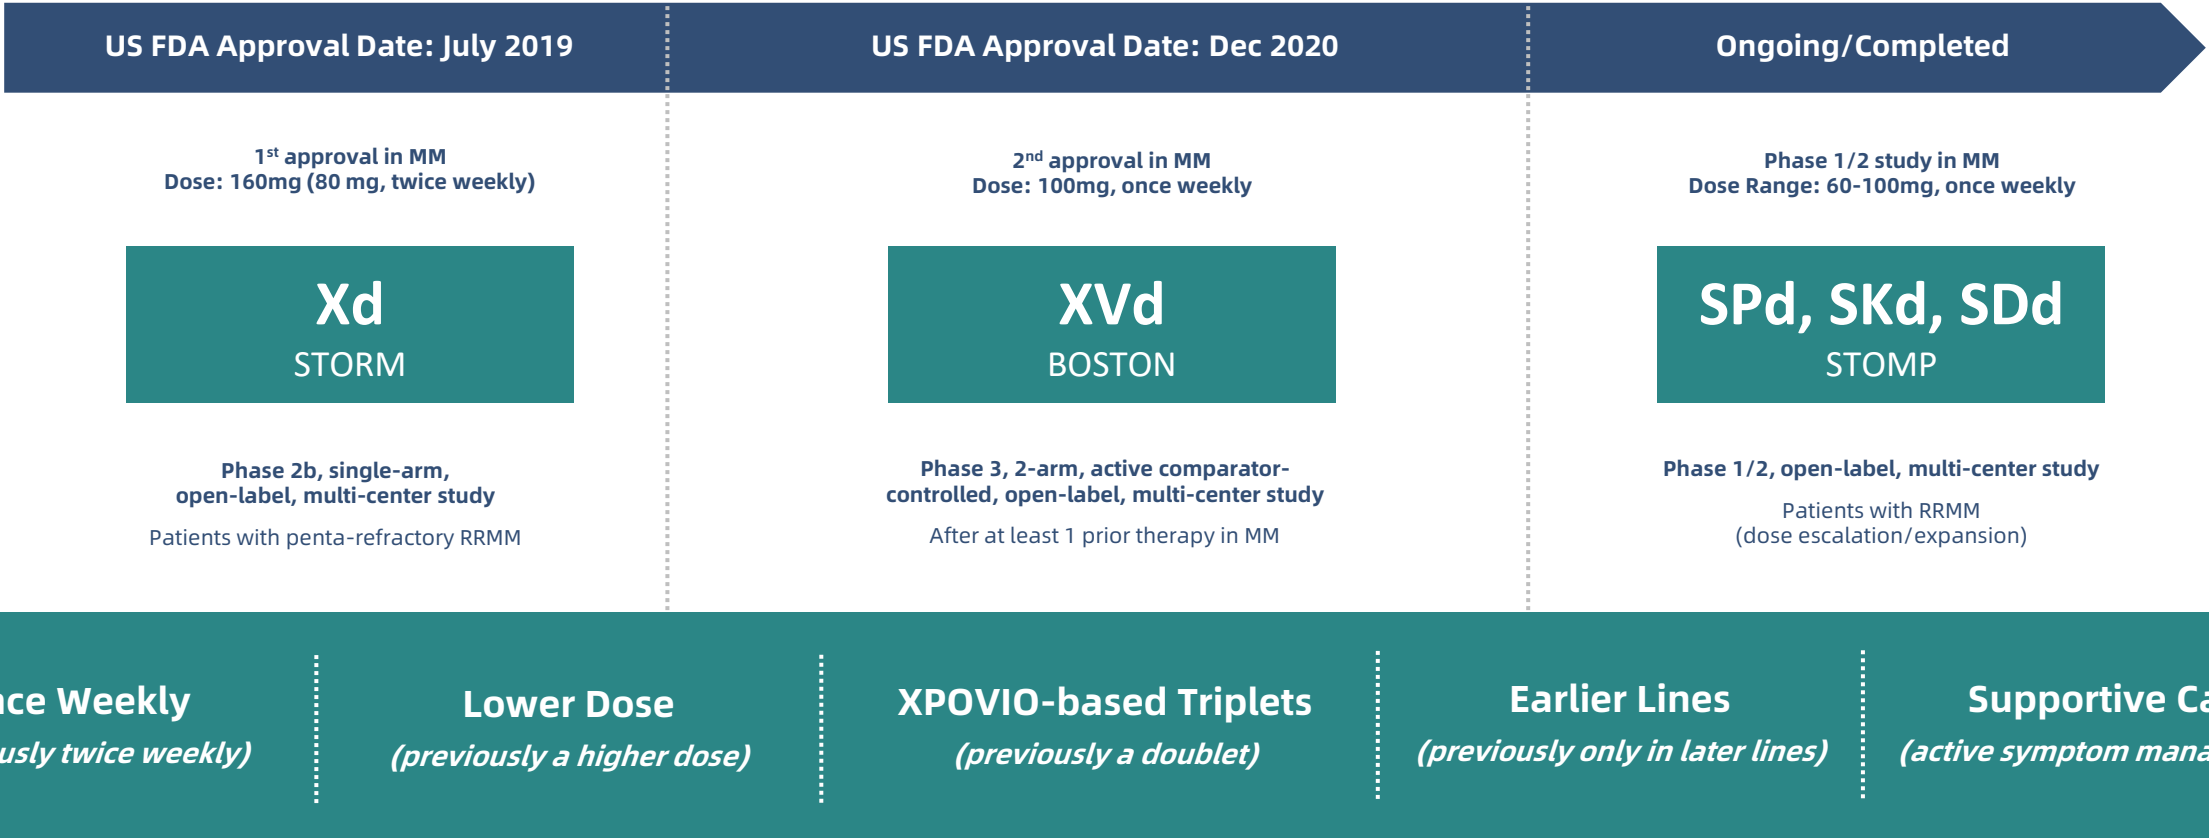 US FDA Approval Date: July 2019
US FDA Approval Date: Dec 2020
Ongoing/Completed
1st approval in MM
Dose: 160mg (80 mg, twice weekly)
2nd approval in MM
Dose: 100mg, once weekly
Phase 1/2 study in MM
Dose Range: 60-100mg, once weekly
Xd
STORM
XVd
BOSTON
SPd, SKd, SDd
STOMP
Phase 2b, single-arm,
open-label, multi-center study
Patients with penta-refractory RRMM
Phase 3, 2-arm, active comparator-
controlled, open-label, multi-center study
After at least 1 prior therapy in MM
Phase 1/2, open-label, multi-center study
Patients with RRMM
(dose escalation/expansion)
Weekly
twice weekly)
Lower Dose
(previously a higher dose)
XPOVIO-based Triplets
(previously a doublet)
Earlier Lines
(previously only in later lines)
Supportive
(active symptom